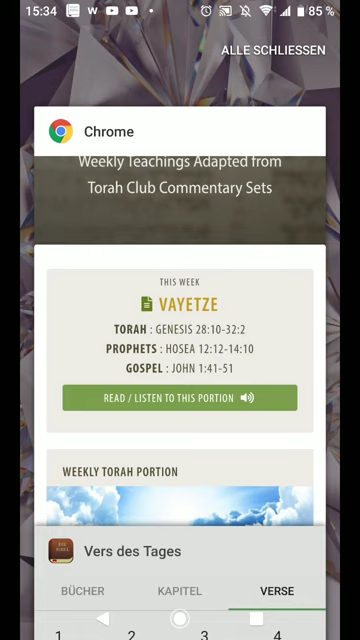 15:34
W
85 %
ALLE SCHLIESSEN
Chrome
Weekly Teachings Adapted from
Torah Club Commentary Sets
THIS WEEK
VAYETZE
TORAH : GENESIS 28:10-32:2
PROPHETS : HOSEA 12:12-14:10
GOSPEL : JOHN 1:41-51
READ / LISTEN TO THIS PORTION
WEEKLY TORAH PORTION
DIE BIBEL
Vers des Tages
BÜCHER KAPITEL VERSE
1 2 3 4